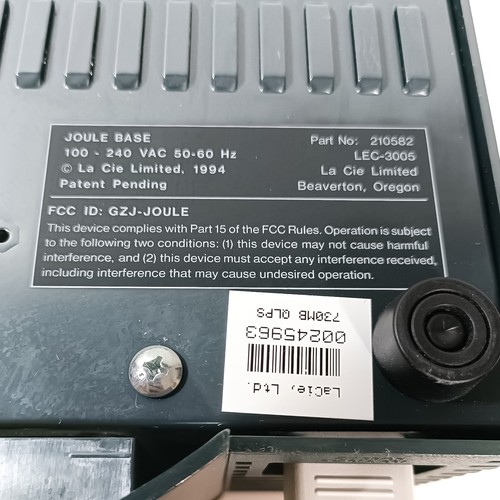 JOULE BASE
100 - 240 VAC 50-60 Hz
© La Cie Limited, 1994
Patent Pending
Part No: 210582
LEC-3005
La Cie Limited
Beaverton, Oregon
FCC ID: GZJ-JOULE
This device complies with Part 15 of the FCC Rules. Operation is subject
to the following two conditions: (1) this device may not cause harmful
interference, and (2) this device must accept any interference received,
including interference that may cause undesired operation.
LaCie, Ltd.
00245963
730MB QLPS